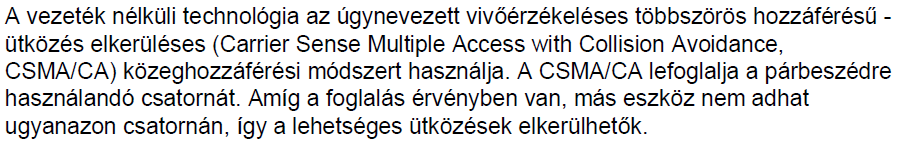 A vezeték nélküli technológia az úgynevezett vivőérzékeléses többszörös hozzáférésű -
ütközés elkerüléses (Carrier Sense Multiple Access with Collision Avoidance,
CSMA/CA) közeghozzáférési módszert használja. A CSMA/CA lefoglalja a párbeszédre
használandó csatornát. Amíg a foglalás érvényben van, más eszköz nem adhat
ugyanazon csatornán, így a lehetséges ütközések elkerülhetők.